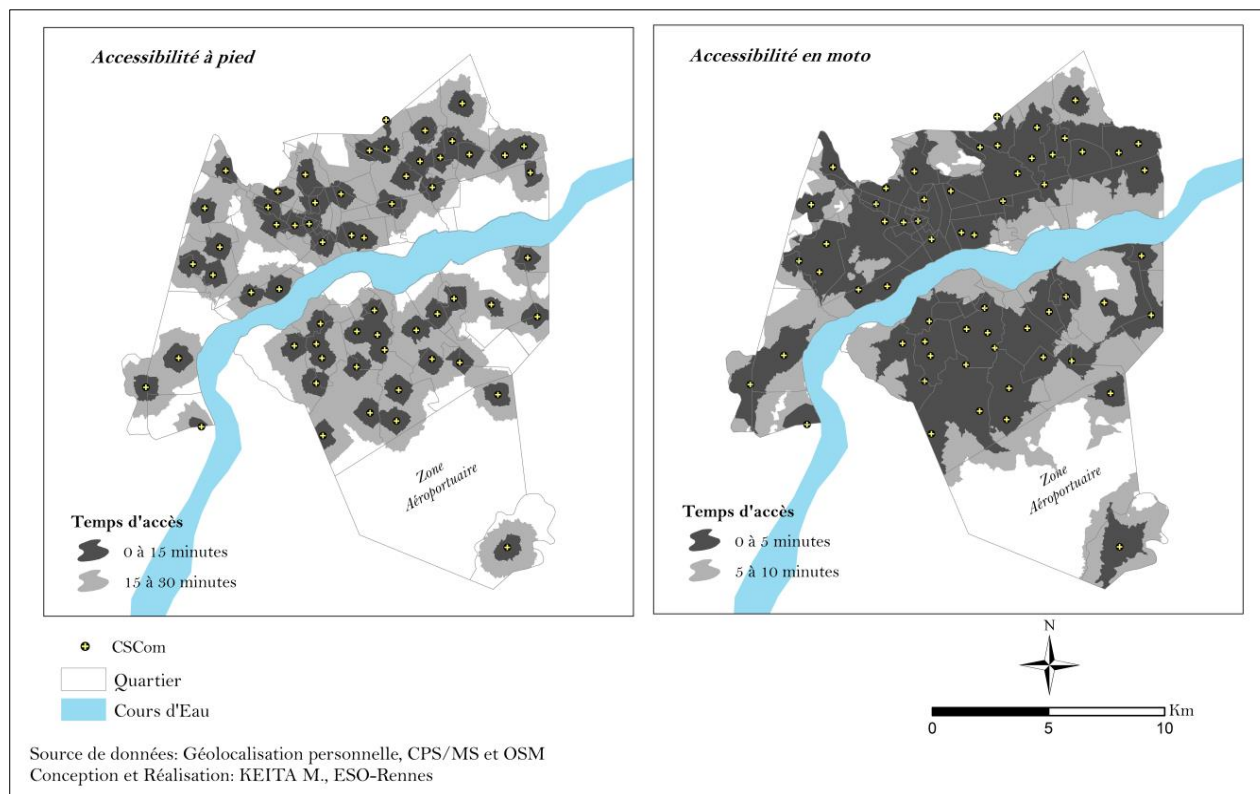 Accessibilité à pied
Zone
Aéroportuaire
Temps d'accès
0 à 15 minutes
15 à 30 minutes
Accessibilité en moto
Zone
Aéroportuaire
Temps d'accès
0 à 5 minutes
5 à 10 minutes
CSCom
Quartier
Cours d'Eau
N
Km
0 5 10
Source de données: Géolocalisation personnelle, CPS/MS et OSM
Conception et Réalisation: KEITA M., ESO-Rennes